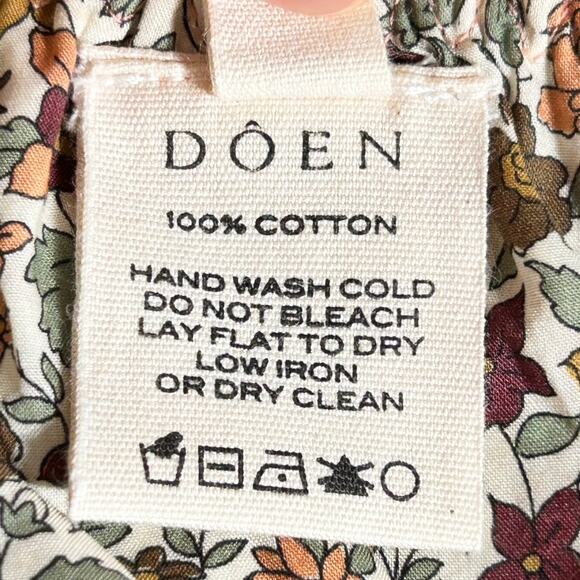 DÔEN
100% COTTON
HAND WASH COLD
DO NOT BLEACH
LAY FLAT TO DRY
LOW IRON
OR DRY CLEAN